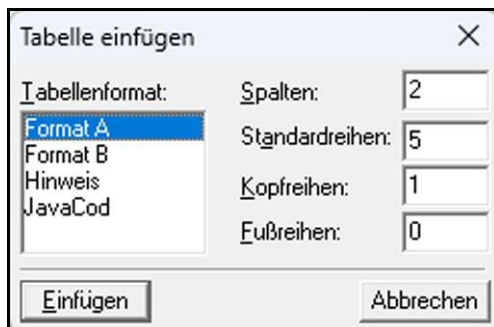 Tabelle einfügen
Tabellenformat:
Format A
Format B
Hinweis
JavaCod
Spalten: 2
Standardreihen: 5
Kopfreihen: 1
Fußreihen: 0
Einfügen
Abbrechen